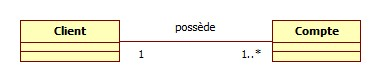 possède
Client
Compte
1
1..*